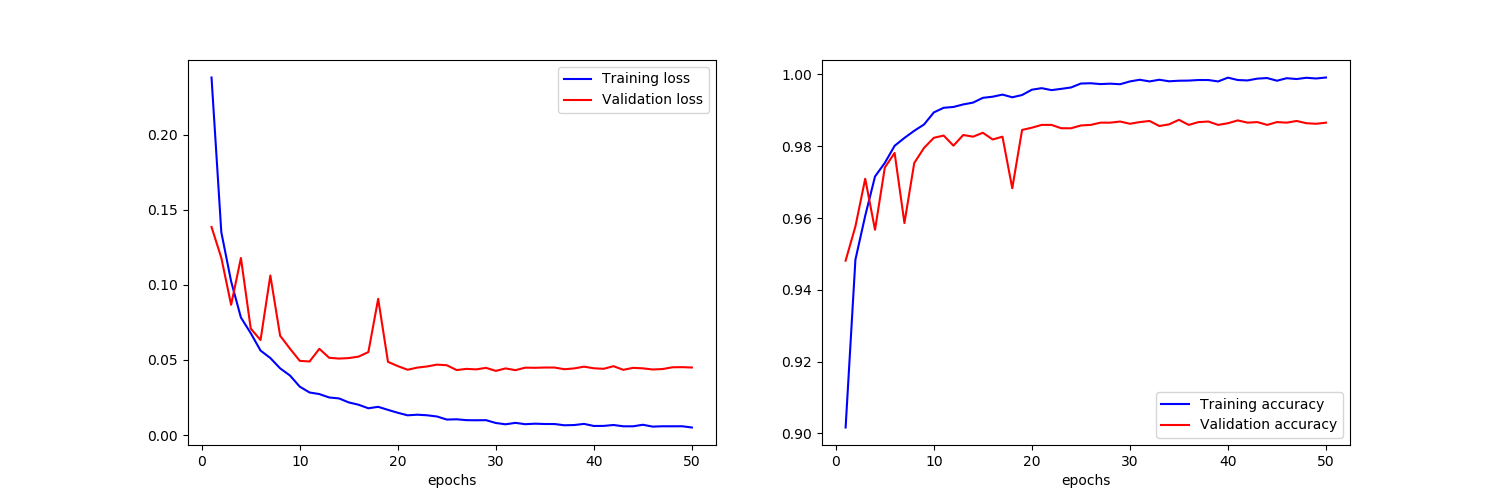 Training loss
Validation loss
0.20
0.15
0.10
0.05
0.00
0 10 20 30 40 50
epochs
1.00
0.98
0.96
0.94
0.92
0.90
Training accuracy
Validation accuracy
0 10 20 30 40 50
epochs